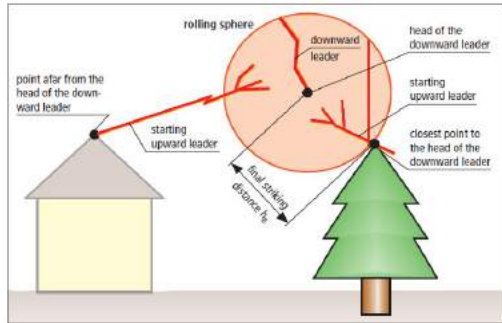 rolling sphere
downward
leader
head of the
downward leader
point afar from the
head of the down-
ward leader
starting
upward leader
starting
upward leader
closest point to
the head of the
downward leader
final striking
distance hB